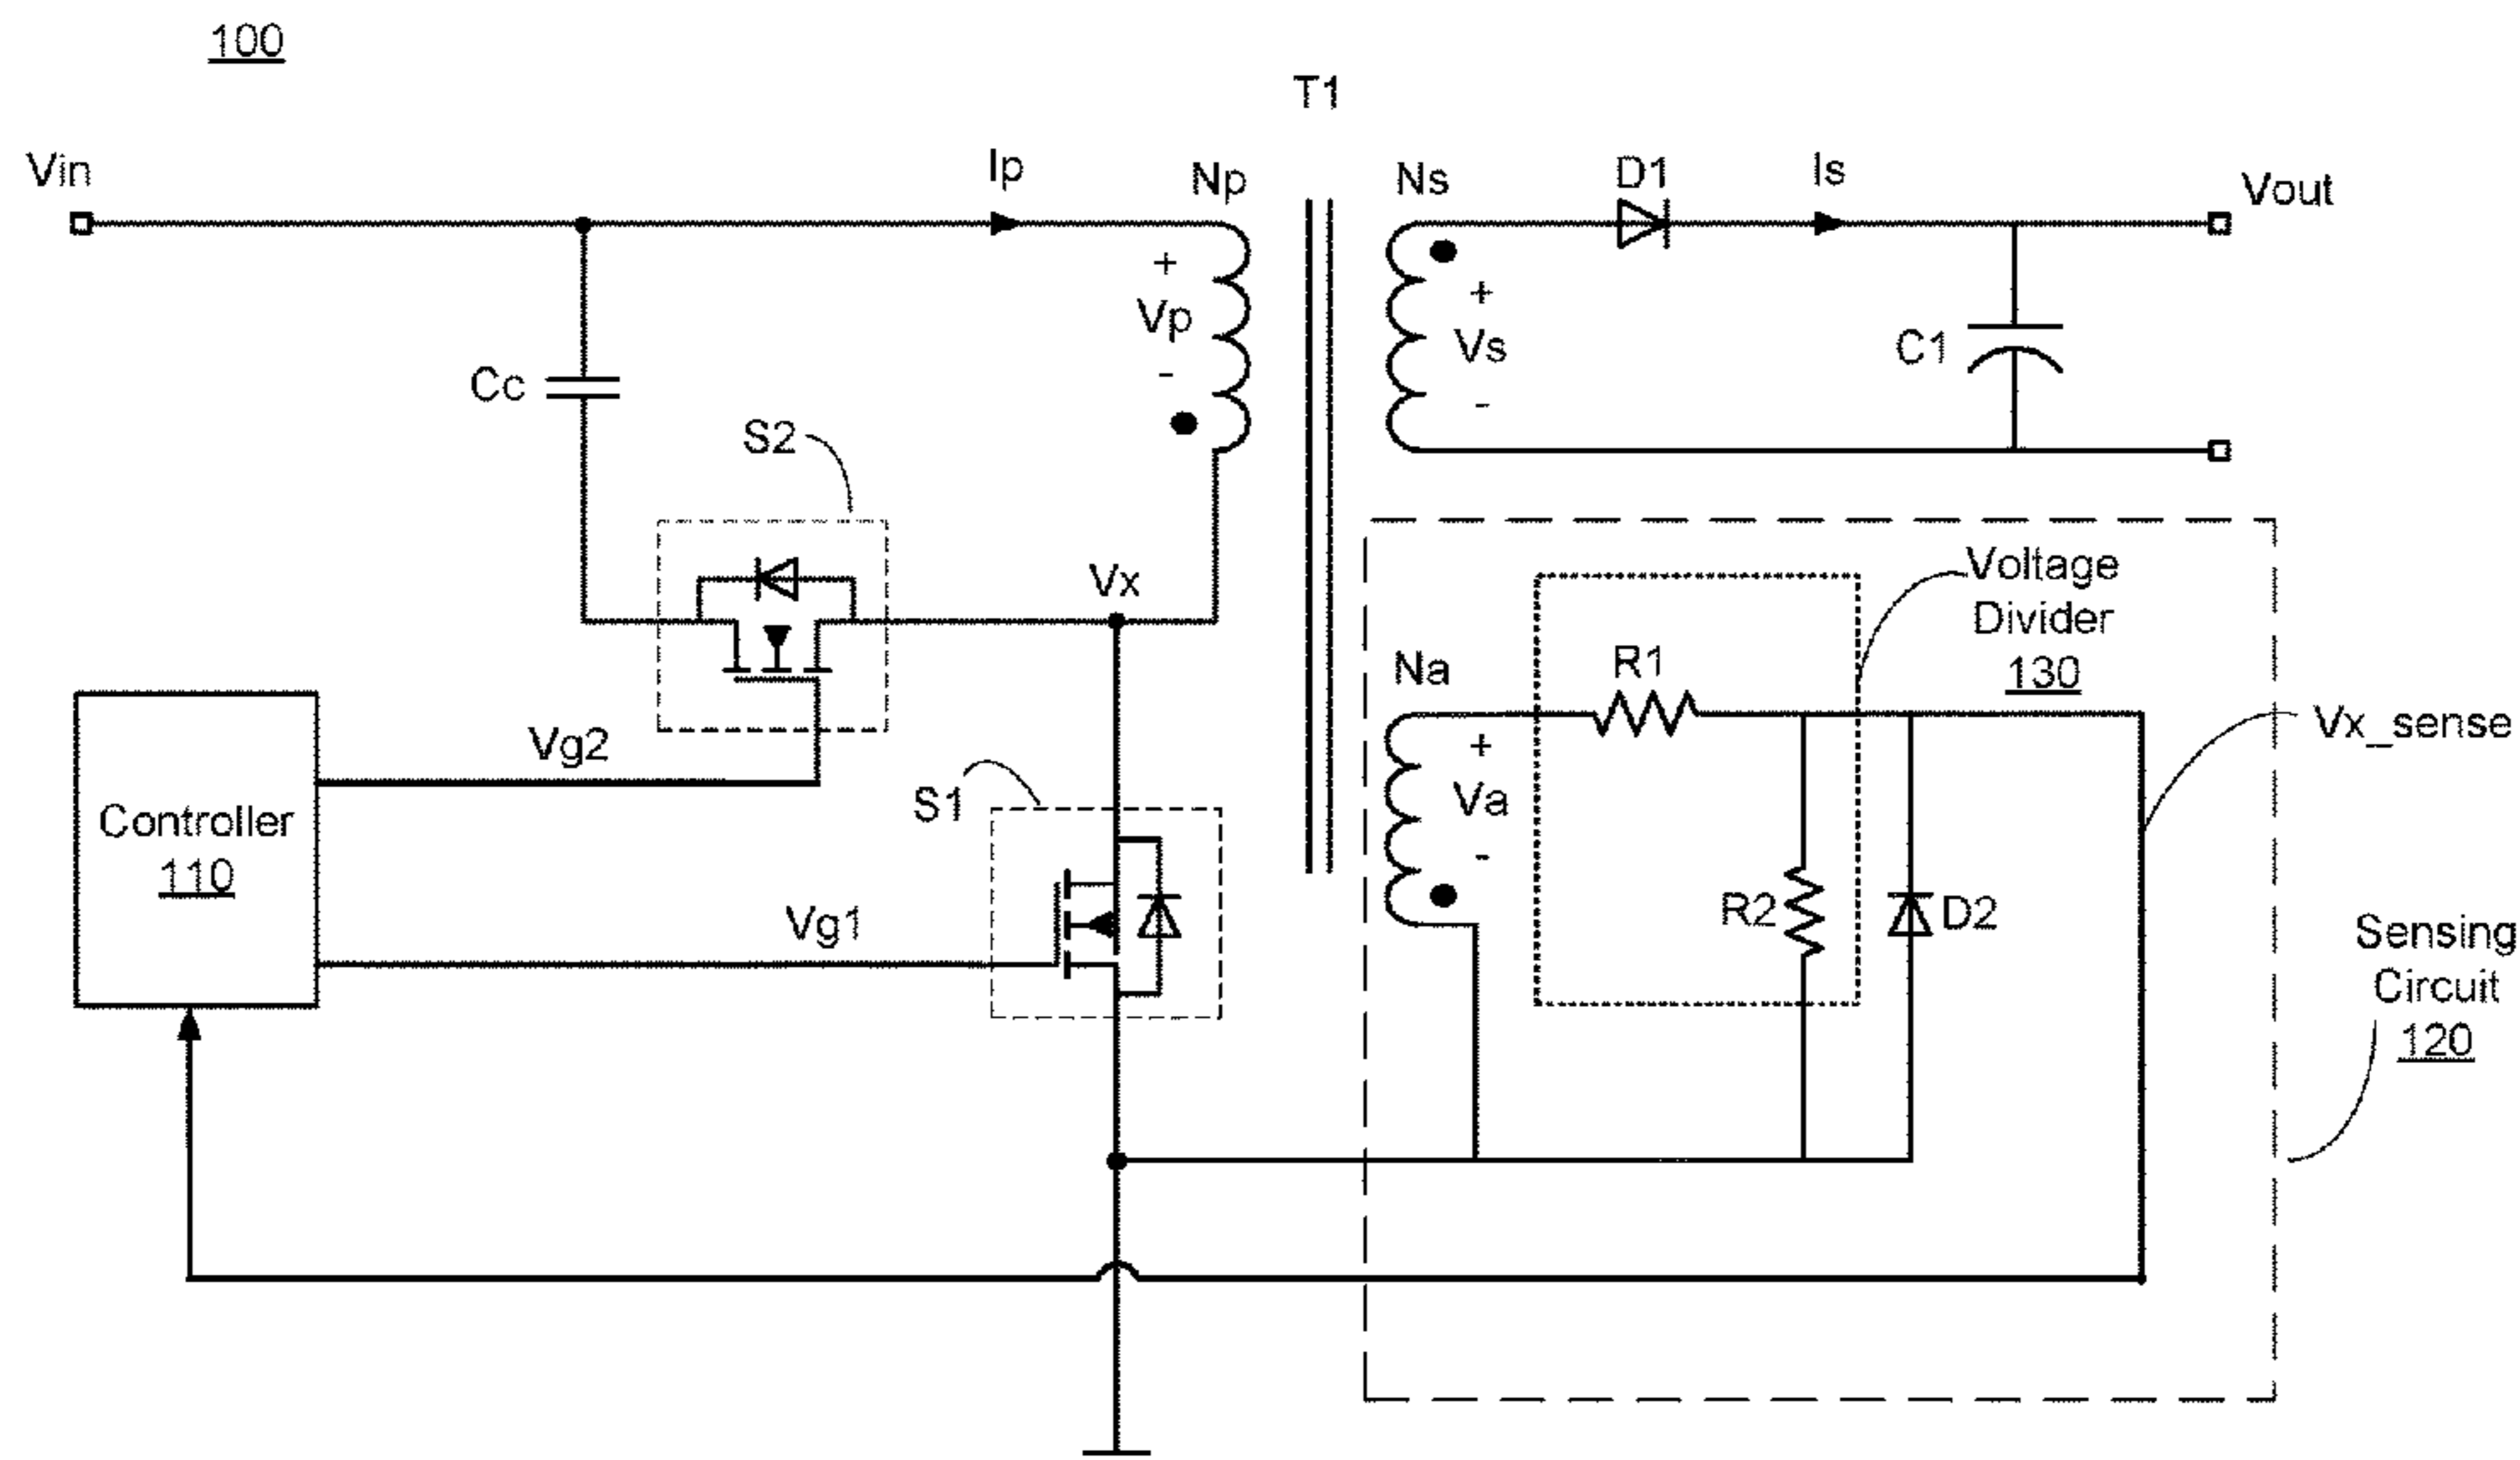 100
T1
Vin
Ip
Np
Ns
D1
Is
Vout
+
Vp
-
+
Vs
-
Cc
C1
S2
Vx
Voltage
Divider
130
Na
R1
Vx_sense
Vg2
+
Va
-
S1
Controller
110
R2
D2
Vg1
Sensing
Circuit
120